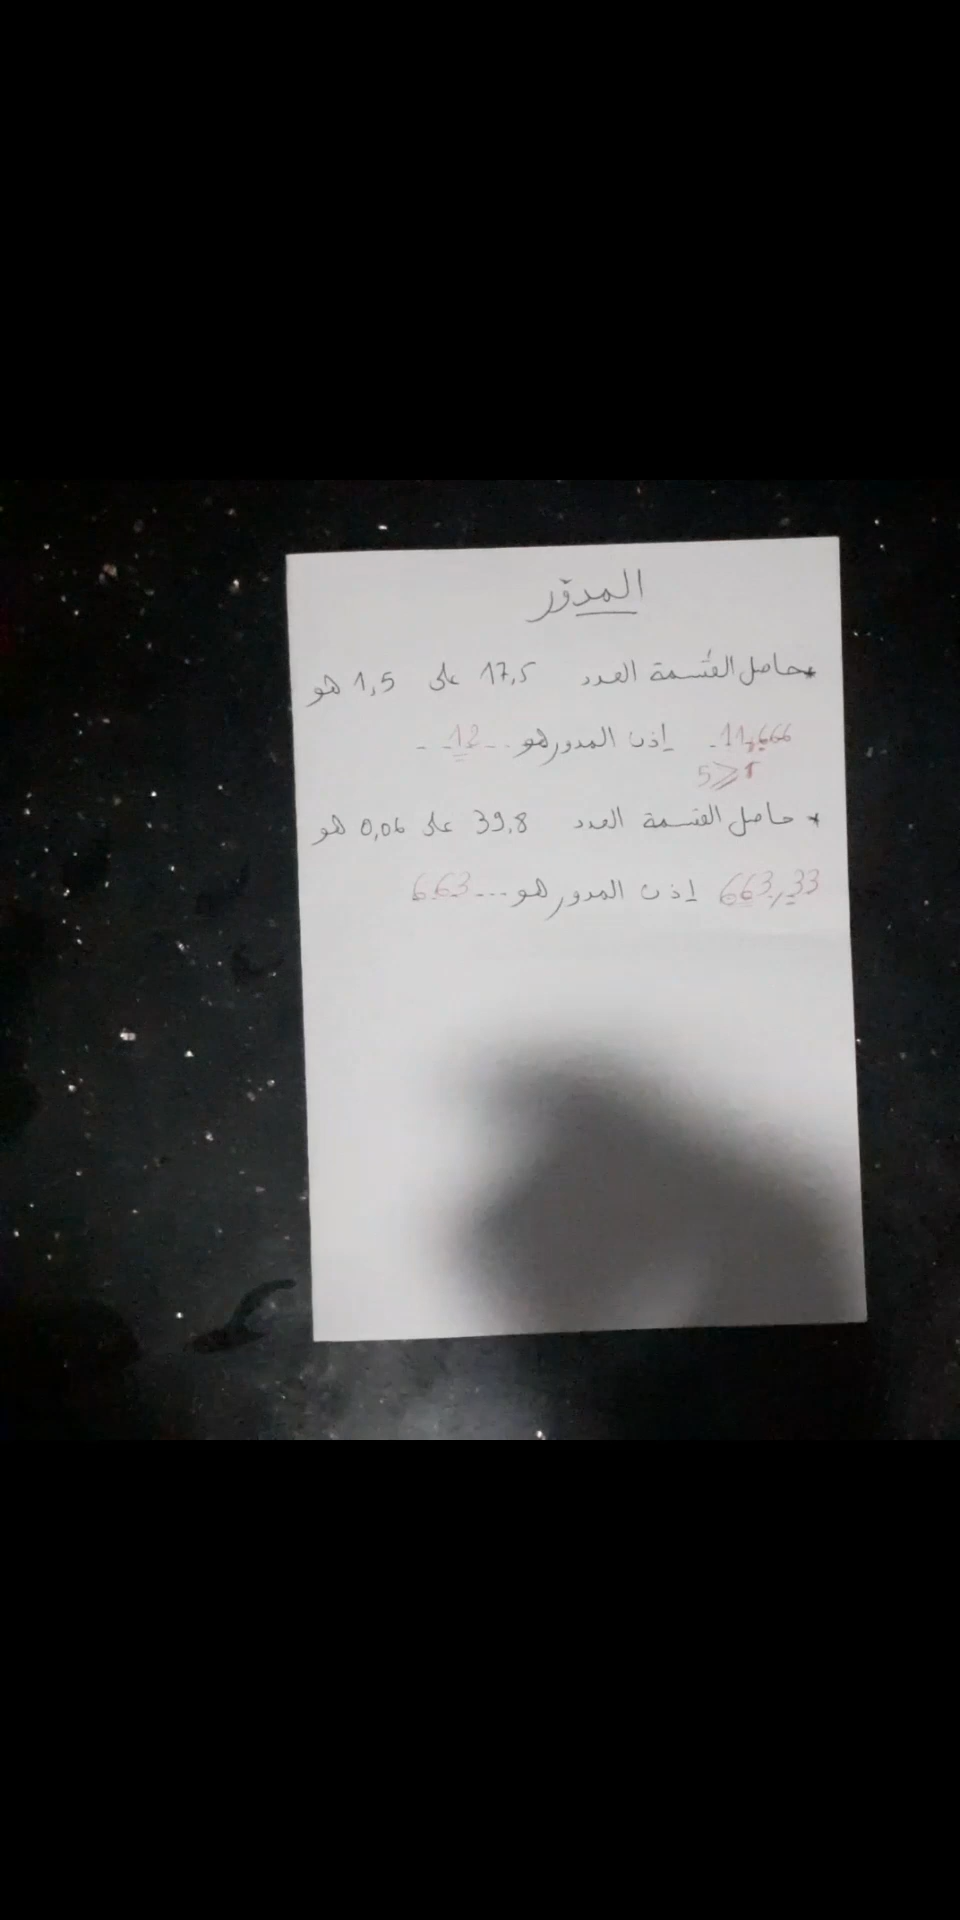 المدوّر
* حاصل القسمة العدد 17,5 على 1,5 هو
11,666 إذن المدور هو ... 12 - -
5 ≥
* حاصل القسمة العدد 39,8 على 0,06 هو
663,33 إذن المدور هو ... 663